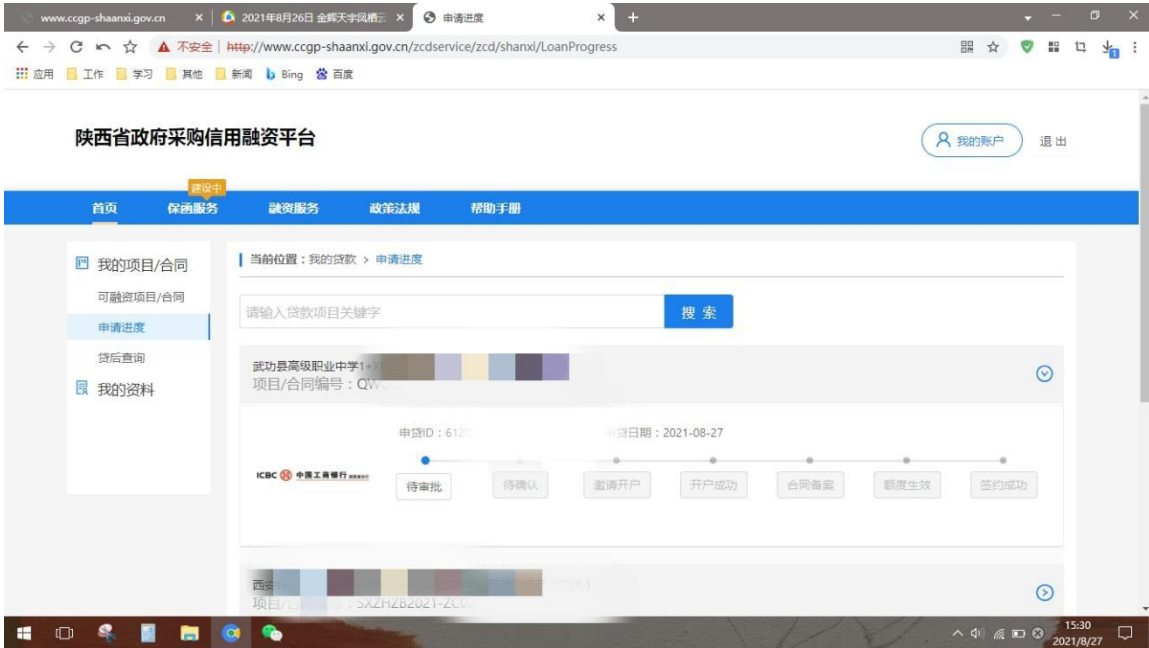 www.ccgp-shaanxi.gov.cn
2021年8月26日 金辉天宇凤栖
申请进度
不安全 http://www.ccgp-shaanxi.gov.cn/zcdservice/zcd/shanxi/LoanProgress
应用 工作 学习 其他 新闻 Bing 百度
陕西省政府采购信用融资平台
我的账户 退出
建设中
首页 保函服务 融资服务 政策法规 帮助手册
我的项目/合同
可融资项目/合同
申请进度
贷后查询
我的资料
当前位置：我的贷款 > 申请进度
请输入贷款项目关键字 搜索
武功县高级职业中学1+X
项目/合同编号：QW
申贷ID：612 申贷日期：2021-08-27
ICBC 中国工商银行
待审批 待确认 邀请开户 开户成功 合同备案 额度生效 签约成功
西安
项目/ SXZHZB2021-ZC0
15:30
2021/8/27